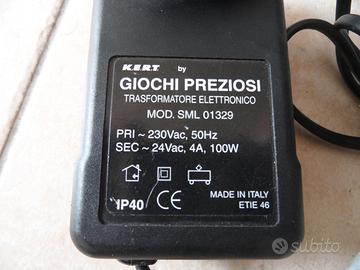 K.E.R.T. by
GIOCHI PREZIOSI
TRASFORMATORE ELETTRONICO
MOD. SML 01329
PRI ~ 230Vac, 50Hz
SEC ~ 24Vac, 4A, 100W
IP40
CE
MADE IN ITALY
ETIE 46
subito